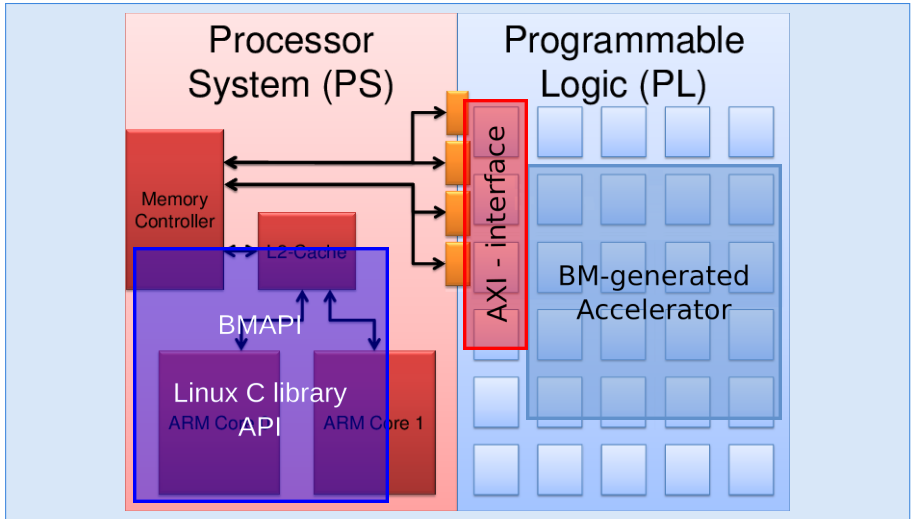 Processor
System (PS)
Programmable
Logic (PL)
Memory
Controller
L2-Cache
AXI - interface
BM-generated
Accelerator
BMAPI
Linux C library
API
ARM
ARM Core 1